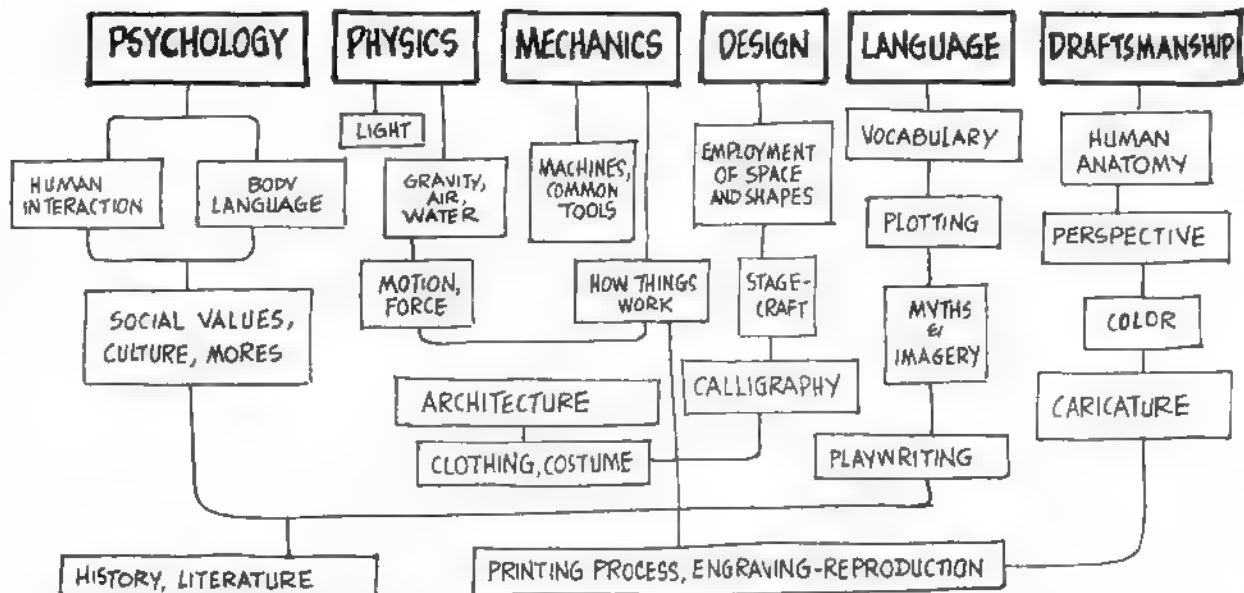 PSYCHOLOGY
PHYSICS
MECHANICS
DESIGN
LANGUAGE
DRAFTSMANSHIP
HUMAN
INTERACTION
BODY
LANGUAGE
SOCIAL VALUES,
CULTURE, MORES
LIGHT
GRAVITY,
AIR,
WATER
MOTION,
FORCE
MACHINES,
COMMON
TOOLS
HOW THINGS
WORK
EMPLOYMENT
OF SPACE
AND SHAPES
STAGE-
CRAFT
CALLIGRAPHY
ARCHITECTURE
CLOTHING, COSTUME
VOCABULARY
PLOTTING
MYTHS
&
IMAGERY
PLAYWRITING
HUMAN
ANATOMY
PERSPECTIVE
COLOR
CARICATURE
HISTORY, LITERATURE
PRINTING PROCESS, ENGRAVING-REPRODUCTION